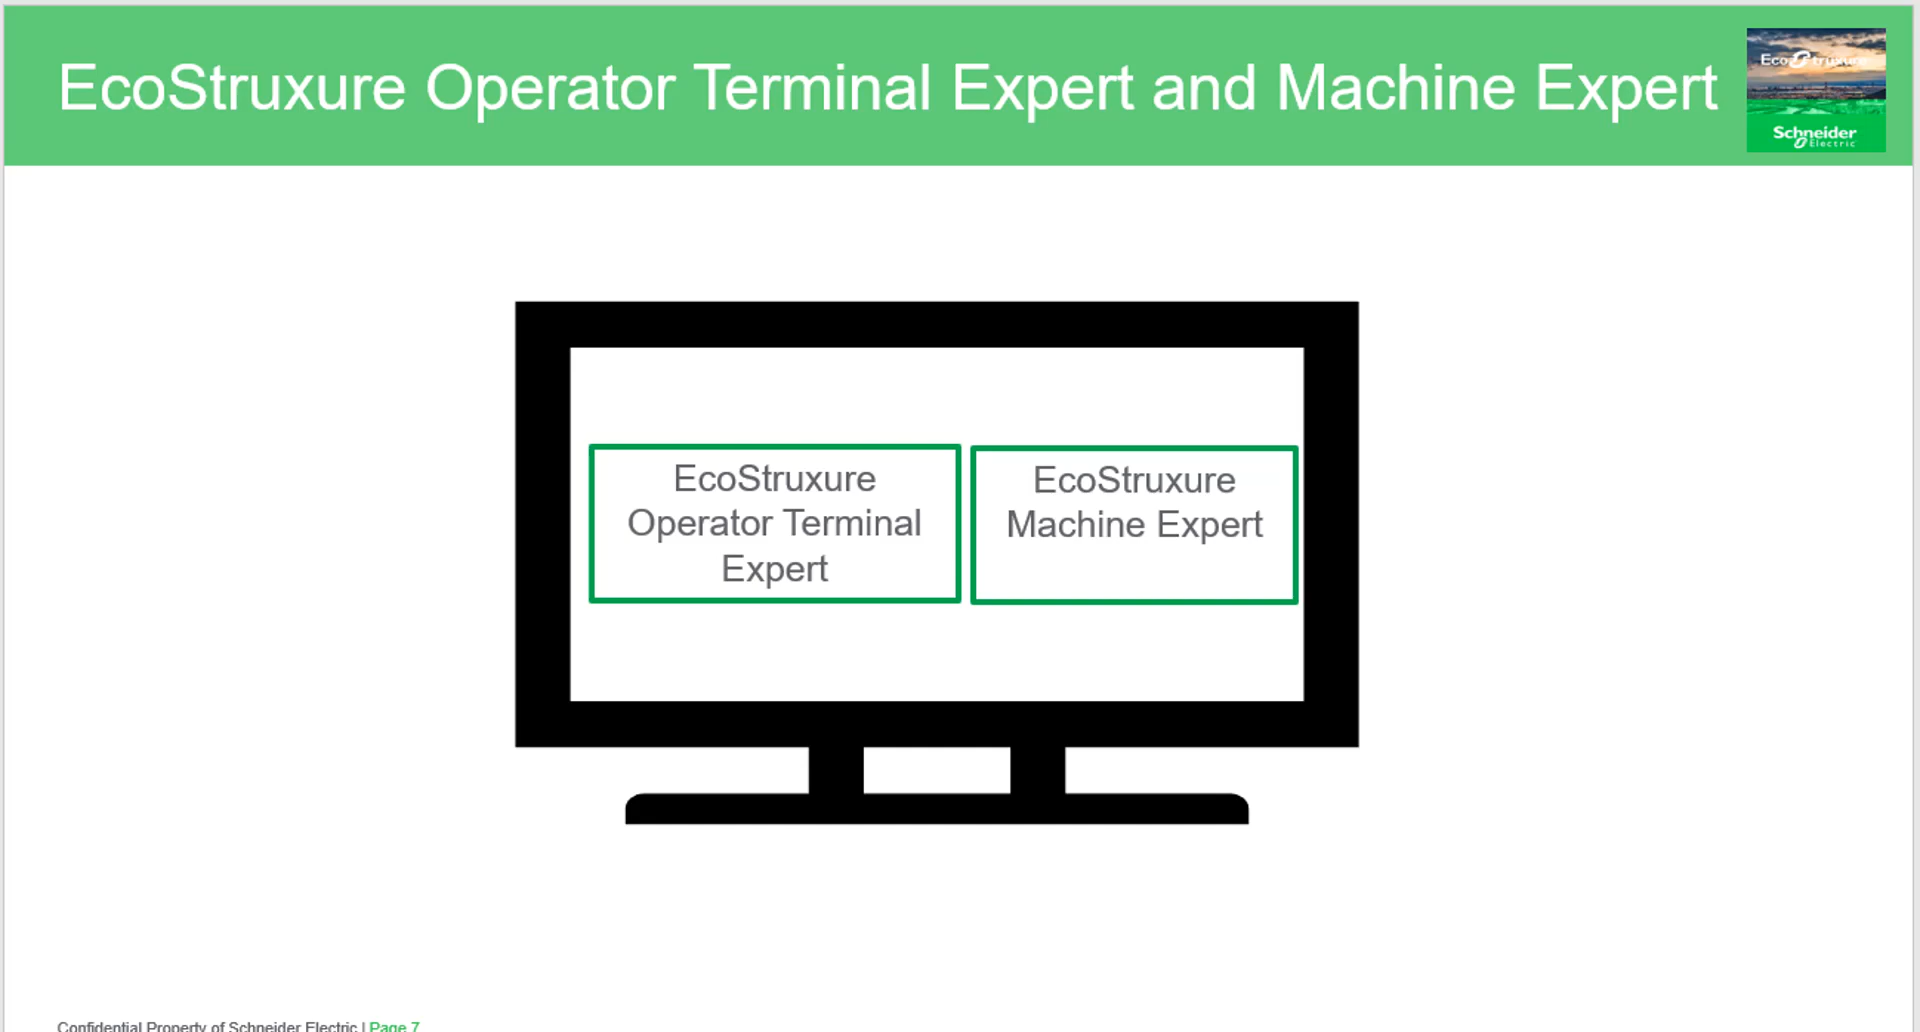 EcoStruxure Operator Terminal Expert and Machine Expert
EcoStruxure
Schneider
Electric
EcoStruxure
Operator Terminal
Expert
EcoStruxure
Machine Expert
Confidential Property of Schneider Electric | Page 7